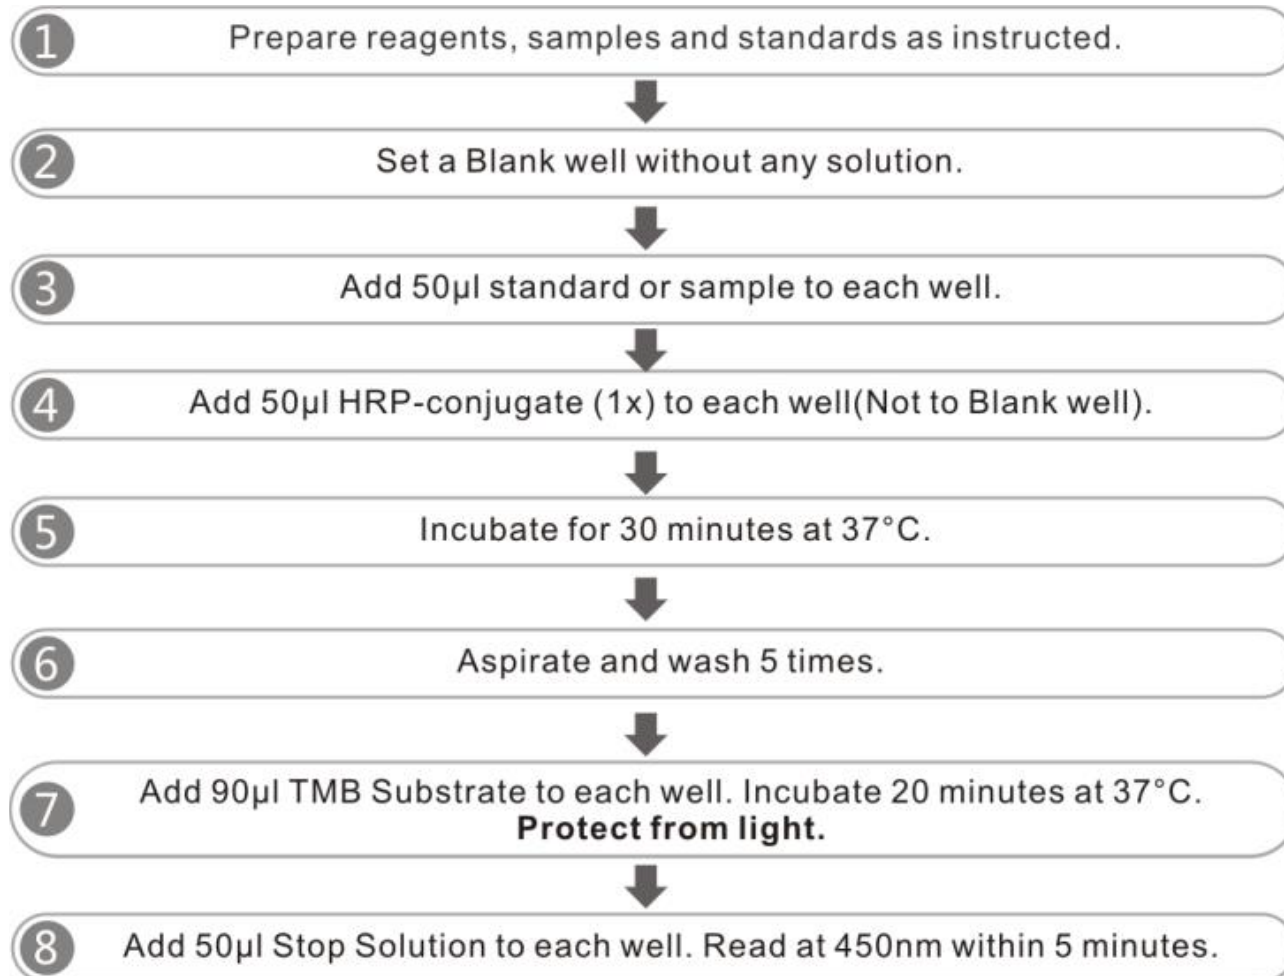 1 Prepare reagents, samples and standards as instructed.
2 Set a Blank well without any solution.
3 Add 50µl standard or sample to each well.
4 Add 50µl HRP-conjugate (1x) to each well(Not to Blank well).
5 Incubate for 30 minutes at 37°C.
6 Aspirate and wash 5 times.
7 Add 90µl TMB Substrate to each well. Incubate 20 minutes at 37°C.
Protect from light.
8 Add 50µl Stop Solution to each well. Read at 450nm within 5 minutes.